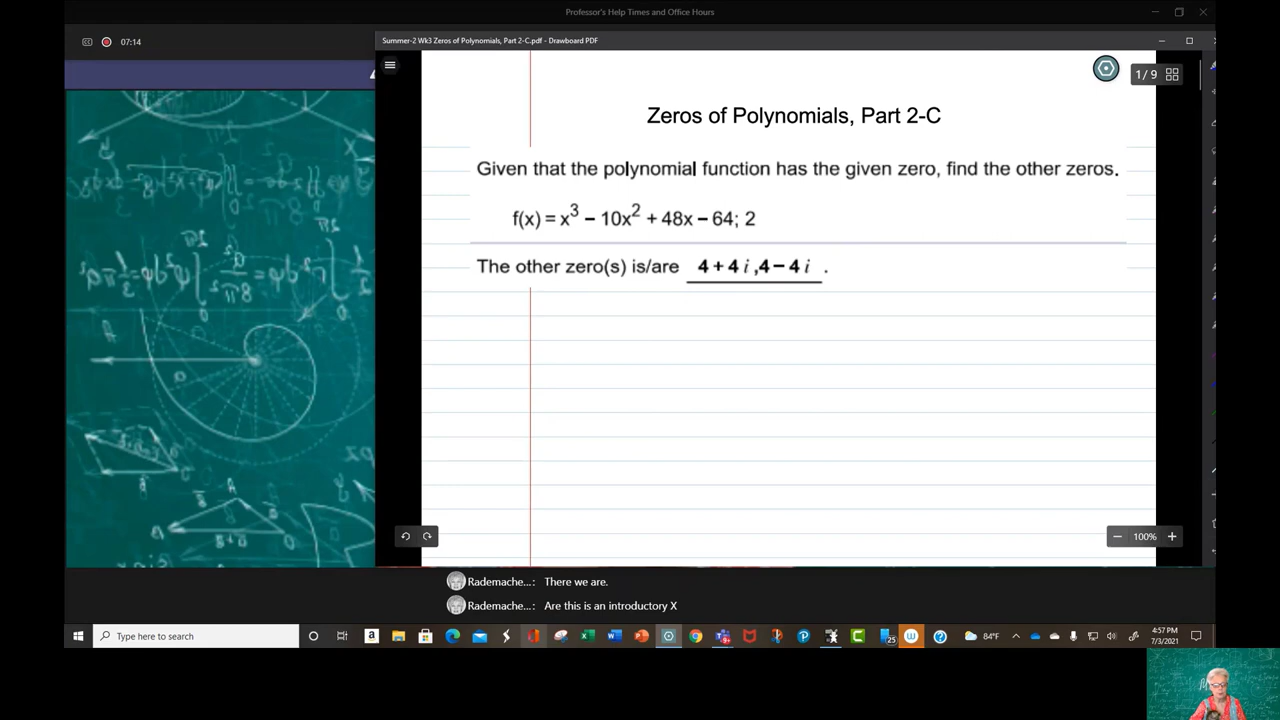 Professor's Help Times and Office Hours
07:14
Summer-2 Wk3 Zeros of Polynomials, Part 2-C.pdf - Drawboard PDF
1 / 9
Zeros of Polynomials, Part 2-C
Given that the polynomial function has the given zero, find the other zeros.
f(x) = x³ − 10x² + 48x − 64; 2
The other zero(s) is/are 4 + 4 i ,4 − 4 i .
100%
Rademache...: There we are.
Rademache...: Are this is an introductory X
Type here to search
84°F
4:57 PM
7/3/2021